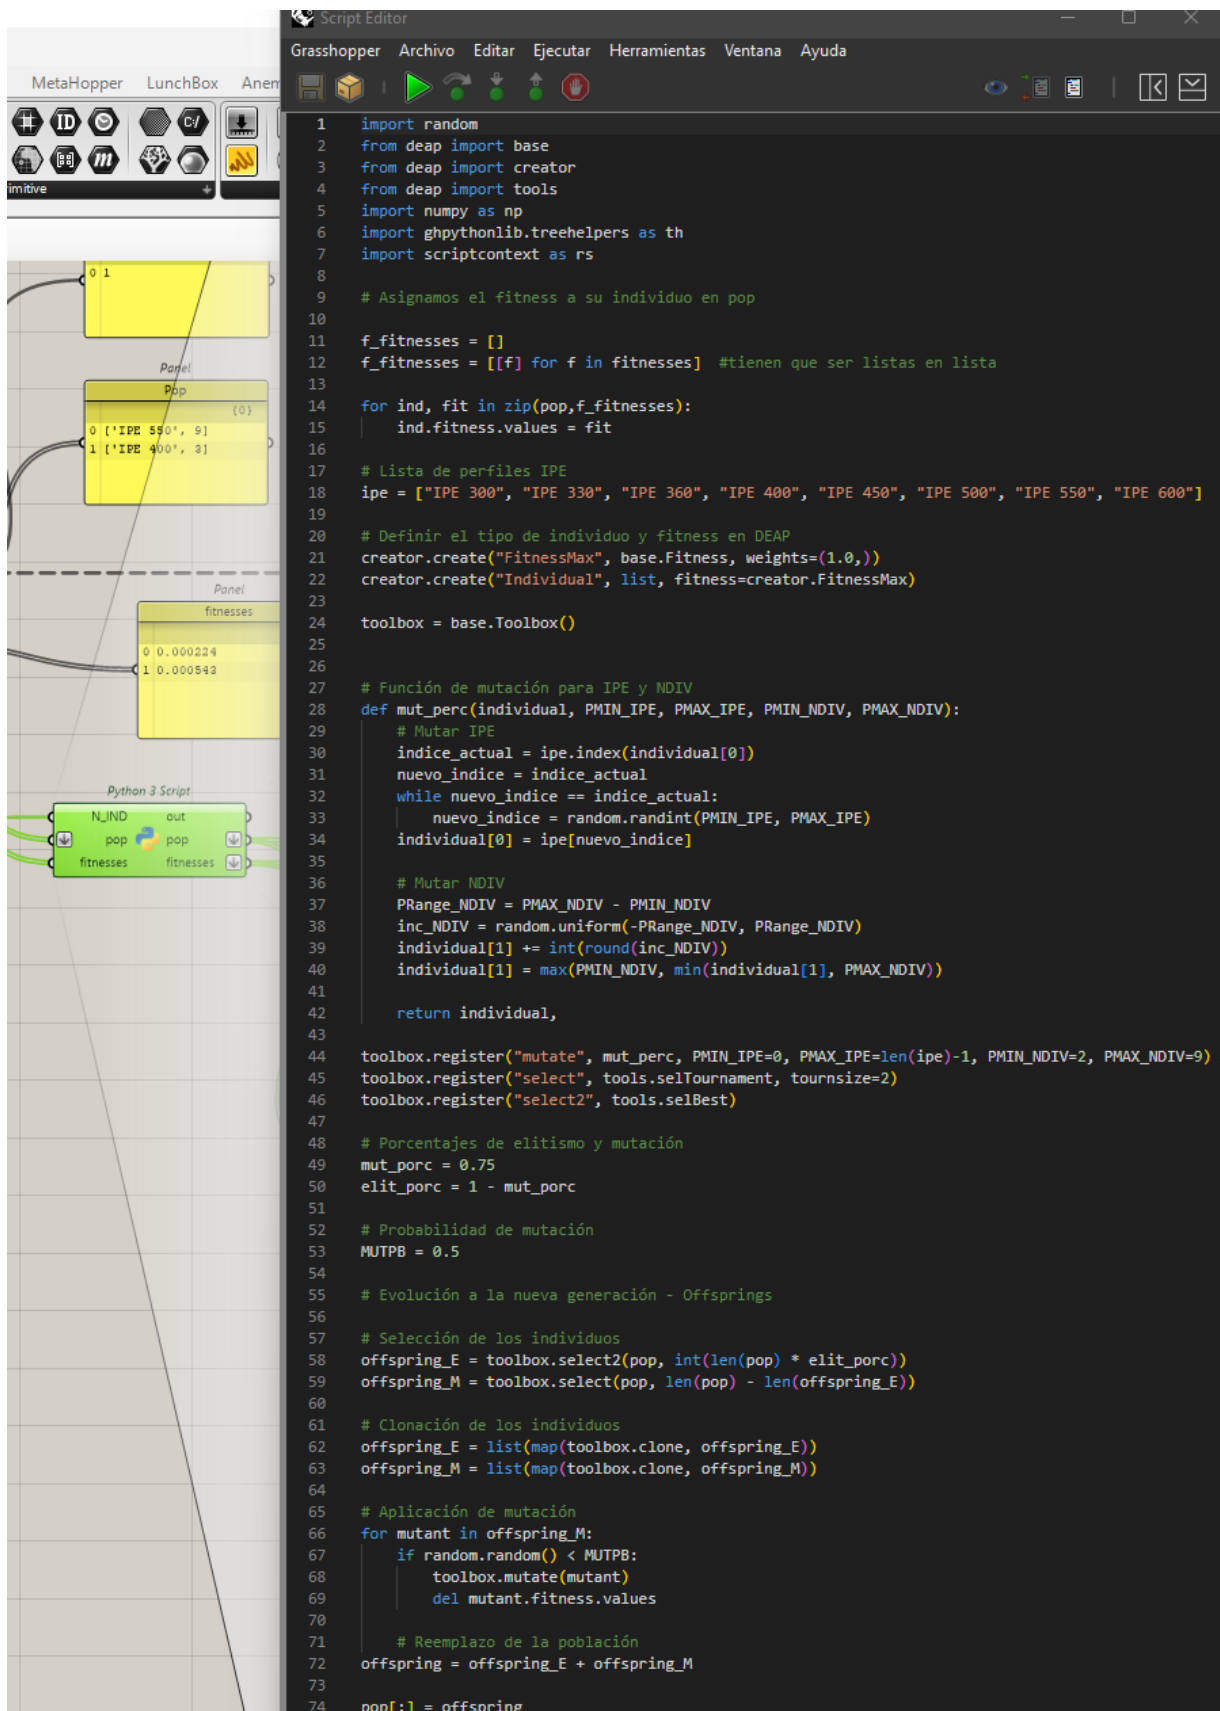 Script Editor
Grasshopper Archivo Editar Ejecutar Herramientas Ventana Ayuda
MetaHopper LunchBox Anem
ID
C:/
m
imitive
0 1
Panel
Pop
{0}
0 ['IPE 550', 9]
1 ['IPE 400', 3]
Panel
fitnesses
0 0.000224
1 0.000543
Python 3 Script
N_IND out
pop pop
fitnesses fitnesses
1 import random
2 from deap import base
3 from deap import creator
4 from deap import tools
5 import numpy as np
6 import ghpythonlib.treehelpers as th
7 import scriptcontext as rs
8
9 # Asignamos el fitness a su individuo en pop
10
11 f_fitnesses = []
12 f_fitnesses = [[f] for f in fitnesses]  #tienen que ser listas en lista
13
14 for ind, fit in zip(pop,f_fitnesses):
15     ind.fitness.values = fit
16
17 # Lista de perfiles IPE
18 ipe = ["IPE 300", "IPE 330", "IPE 360", "IPE 400", "IPE 450", "IPE 500", "IPE 550", "IPE 600"]
19
20 # Definir el tipo de individuo y fitness en DEAP
21 creator.create("FitnessMax", base.Fitness, weights=(1.0,))
22 creator.create("Individual", list, fitness=creator.FitnessMax)
23
24 toolbox = base.Toolbox()
25
26
27 # Función de mutación para IPE y NDIV
28 def mut_perc(individual, PMIN_IPE, PMAX_IPE, PMIN_NDIV, PMAX_NDIV):
29     # Mutar IPE
30     indice_actual = ipe.index(individual[0])
31     nuevo_indice = indice_actual
32     while nuevo_indice == indice_actual:
33         nuevo_indice = random.randint(PMIN_IPE, PMAX_IPE)
34     individual[0] = ipe[nuevo_indice]
35
36     # Mutar NDIV
37     PRange_NDIV = PMAX_NDIV - PMIN_NDIV
38     inc_NDIV = random.uniform(-PRange_NDIV, PRange_NDIV)
39     individual[1] += int(round(inc_NDIV))
40     individual[1] = max(PMIN_NDIV, min(individual[1], PMAX_NDIV))
41
42     return individual,
43
44 toolbox.register("mutate", mut_perc, PMIN_IPE=0, PMAX_IPE=len(ipe)-1, PMIN_NDIV=2, PMAX_NDIV=9)
45 toolbox.register("select", tools.selTournament, tournsize=2)
46 toolbox.register("select2", tools.selBest)
47
48 # Porcentajes de elitismo y mutación
49 mut_porc = 0.75
50 elit_porc = 1 - mut_porc
51
52 # Probabilidad de mutación
53 MUTPB = 0.5
54
55 # Evolución a la nueva generación - Offsprings
56
57 # Selección de los individuos
58 offspring_E = toolbox.select2(pop, int(len(pop) * elit_porc))
59 offspring_M = toolbox.select(pop, len(pop) - len(offspring_E))
60
61 # Clonación de los individuos
62 offspring_E = list(map(toolbox.clone, offspring_E))
63 offspring_M = list(map(toolbox.clone, offspring_M))
64
65 # Aplicación de mutación
66 for mutant in offspring_M:
67     if random.random() < MUTPB:
68         toolbox.mutate(mutant)
69         del mutant.fitness.values
70
71     # Reemplazo de la población
72 offspring = offspring_E + offspring_M
73
74 pop[:] = offspring